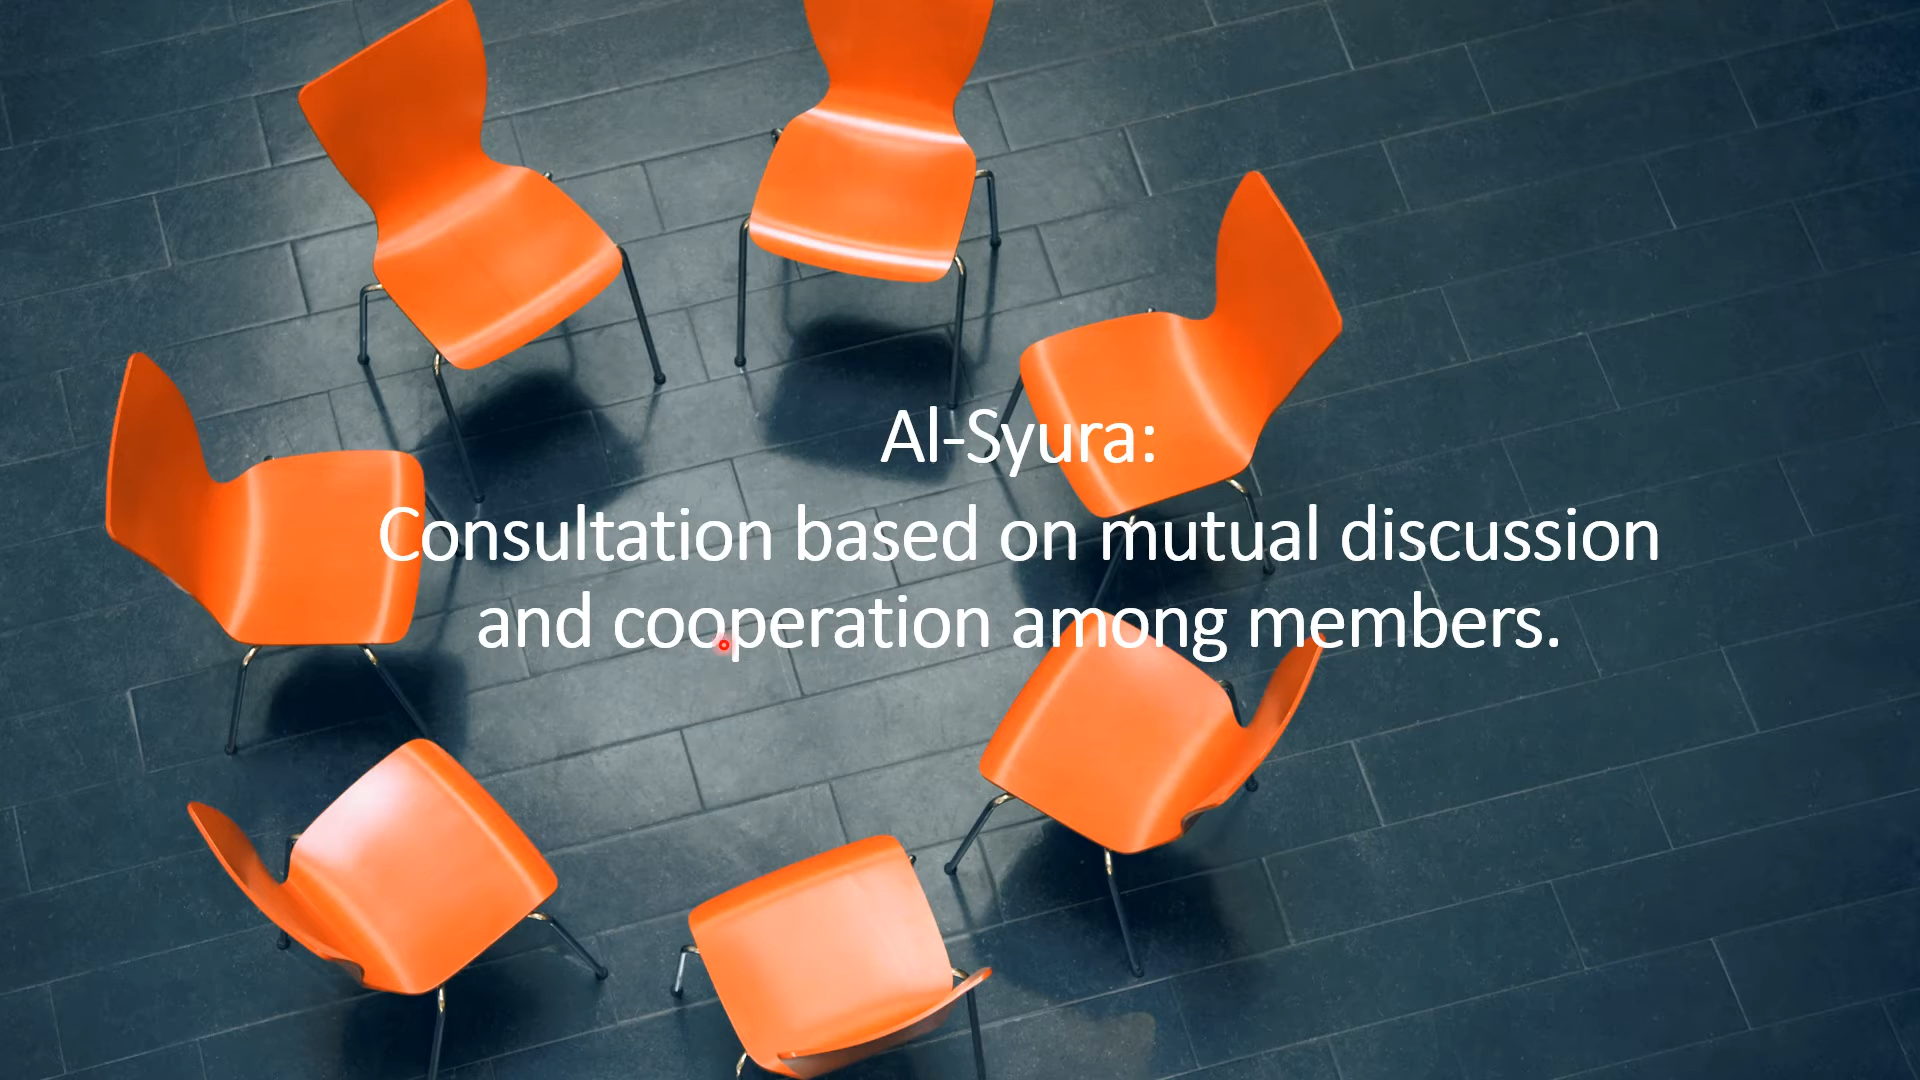 Al-Syura:
Consultation based on mutual discussion
and cooperation among members.